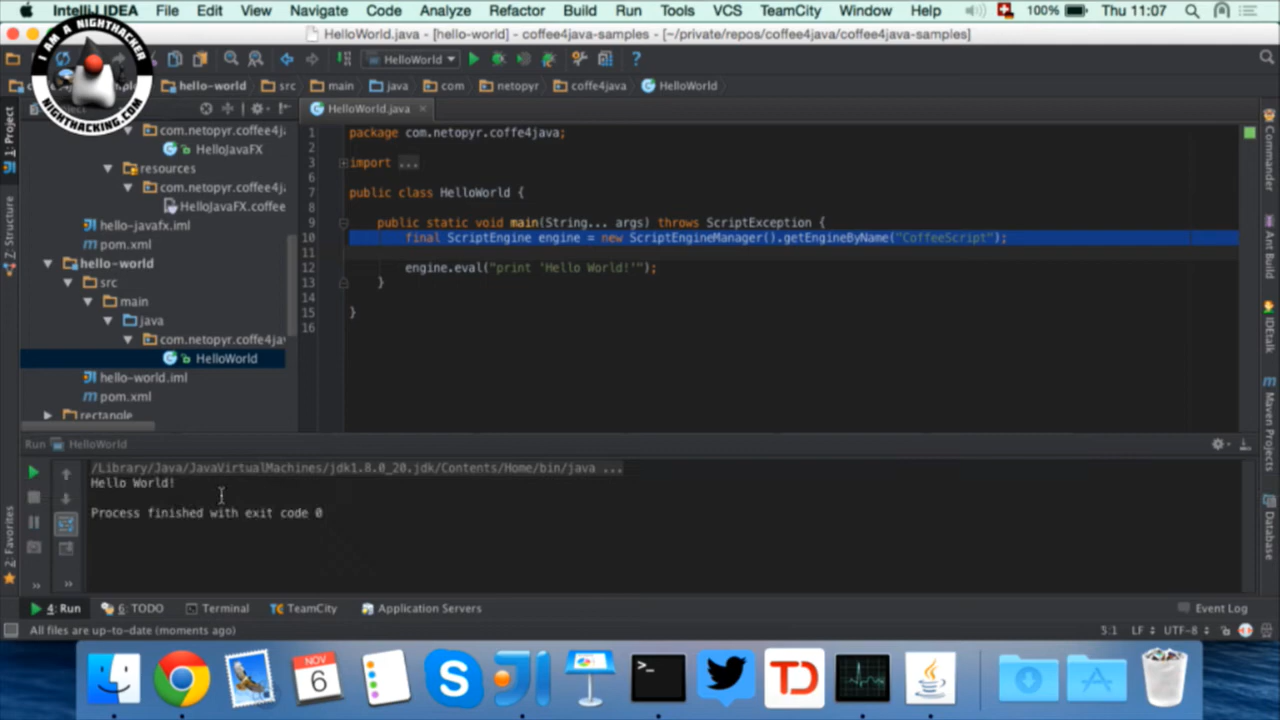 IntelliJ IDEA File Edit View Navigate Code Analyze Refactor Build Run Tools VCS TeamCity Window Help 100% Thu 11:07
HelloWorld.java - [hello-world] - coffee4java-samples - [~/private/repos/coffee4java/coffee4java-samples]
I AM A NIGHTHACKER
NIGHTHACKING.COM
HelloWorld
hello-world src main java com netopyr coffe4java HelloWorld
HelloWorld.java
1: Project
Z: Structure
2: Favorites
com.netopyr.coffee4j
HelloJavaFX
resources
com.netopyr.coffee4j
HelloJavaFX.coffee
hello-javafx.iml
pom.xml
hello-world
src
main
java
com.netopyr.coffe4ja
HelloWorld
hello-world.iml
pom.xml
rectangle
1 package com.netopyr.coffe4java;
2
3 import ...
6
7 public class HelloWorld {
8
9 public static void main(String... args) throws ScriptException {
10 final ScriptEngine engine = new ScriptEngineManager().getEngineByName("CoffeeScript");
11
12 engine.eval("print 'Hello World!'");
13 }
14
15 }
16
Commander
Ant Build
IDEtalk
Maven Projects
Database
Run HelloWorld
/Library/Java/JavaVirtualMachines/jdk1.8.0_20.jdk/Contents/Home/bin/java ...
Hello World!
Process finished with exit code 0
4: Run 6: TODO Terminal TeamCity Application Servers Event Log
All files are up-to-date (moments ago) 5:1 LF UTF-8
NOV
6